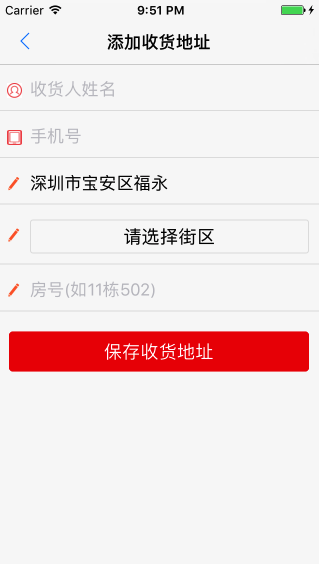 Carrier 9:51 PM
添加收货地址
收货人姓名
手机号
深圳市宝安区福永
请选择街区
房号(如11栋502)
保存收货地址